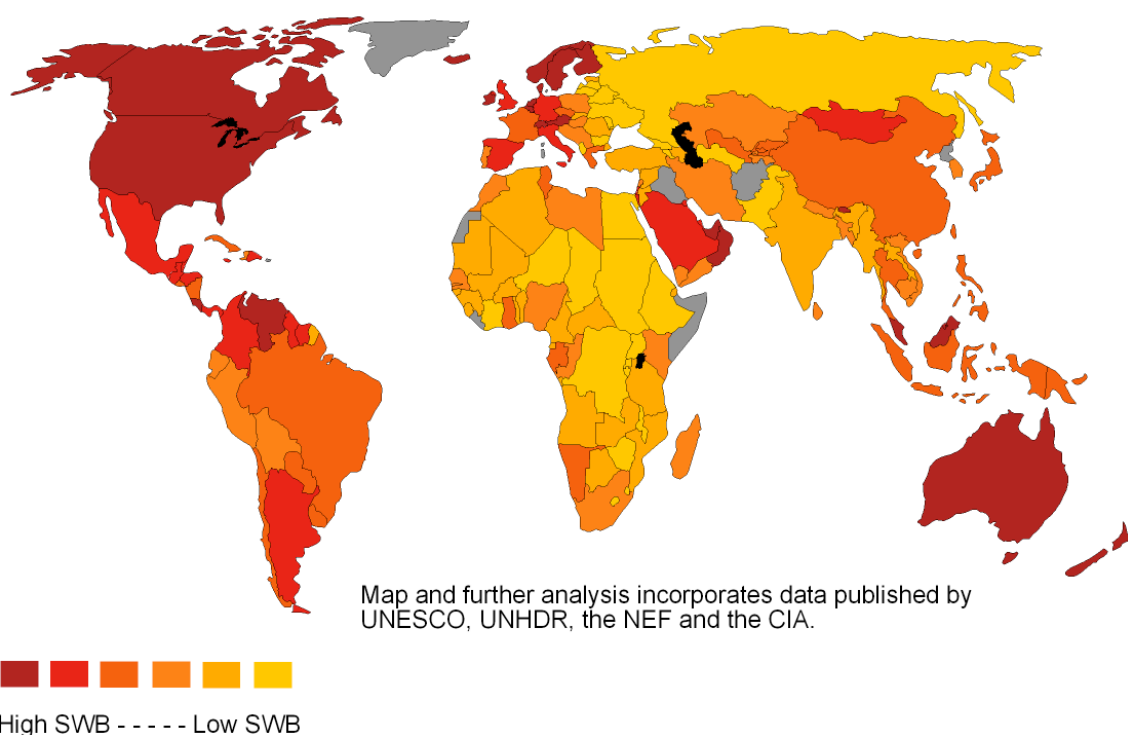 Map and further analysis incorporates data published by
UNESCO, UNHDR, the NEF and the CIA.
High SWB - - - - - Low SWB